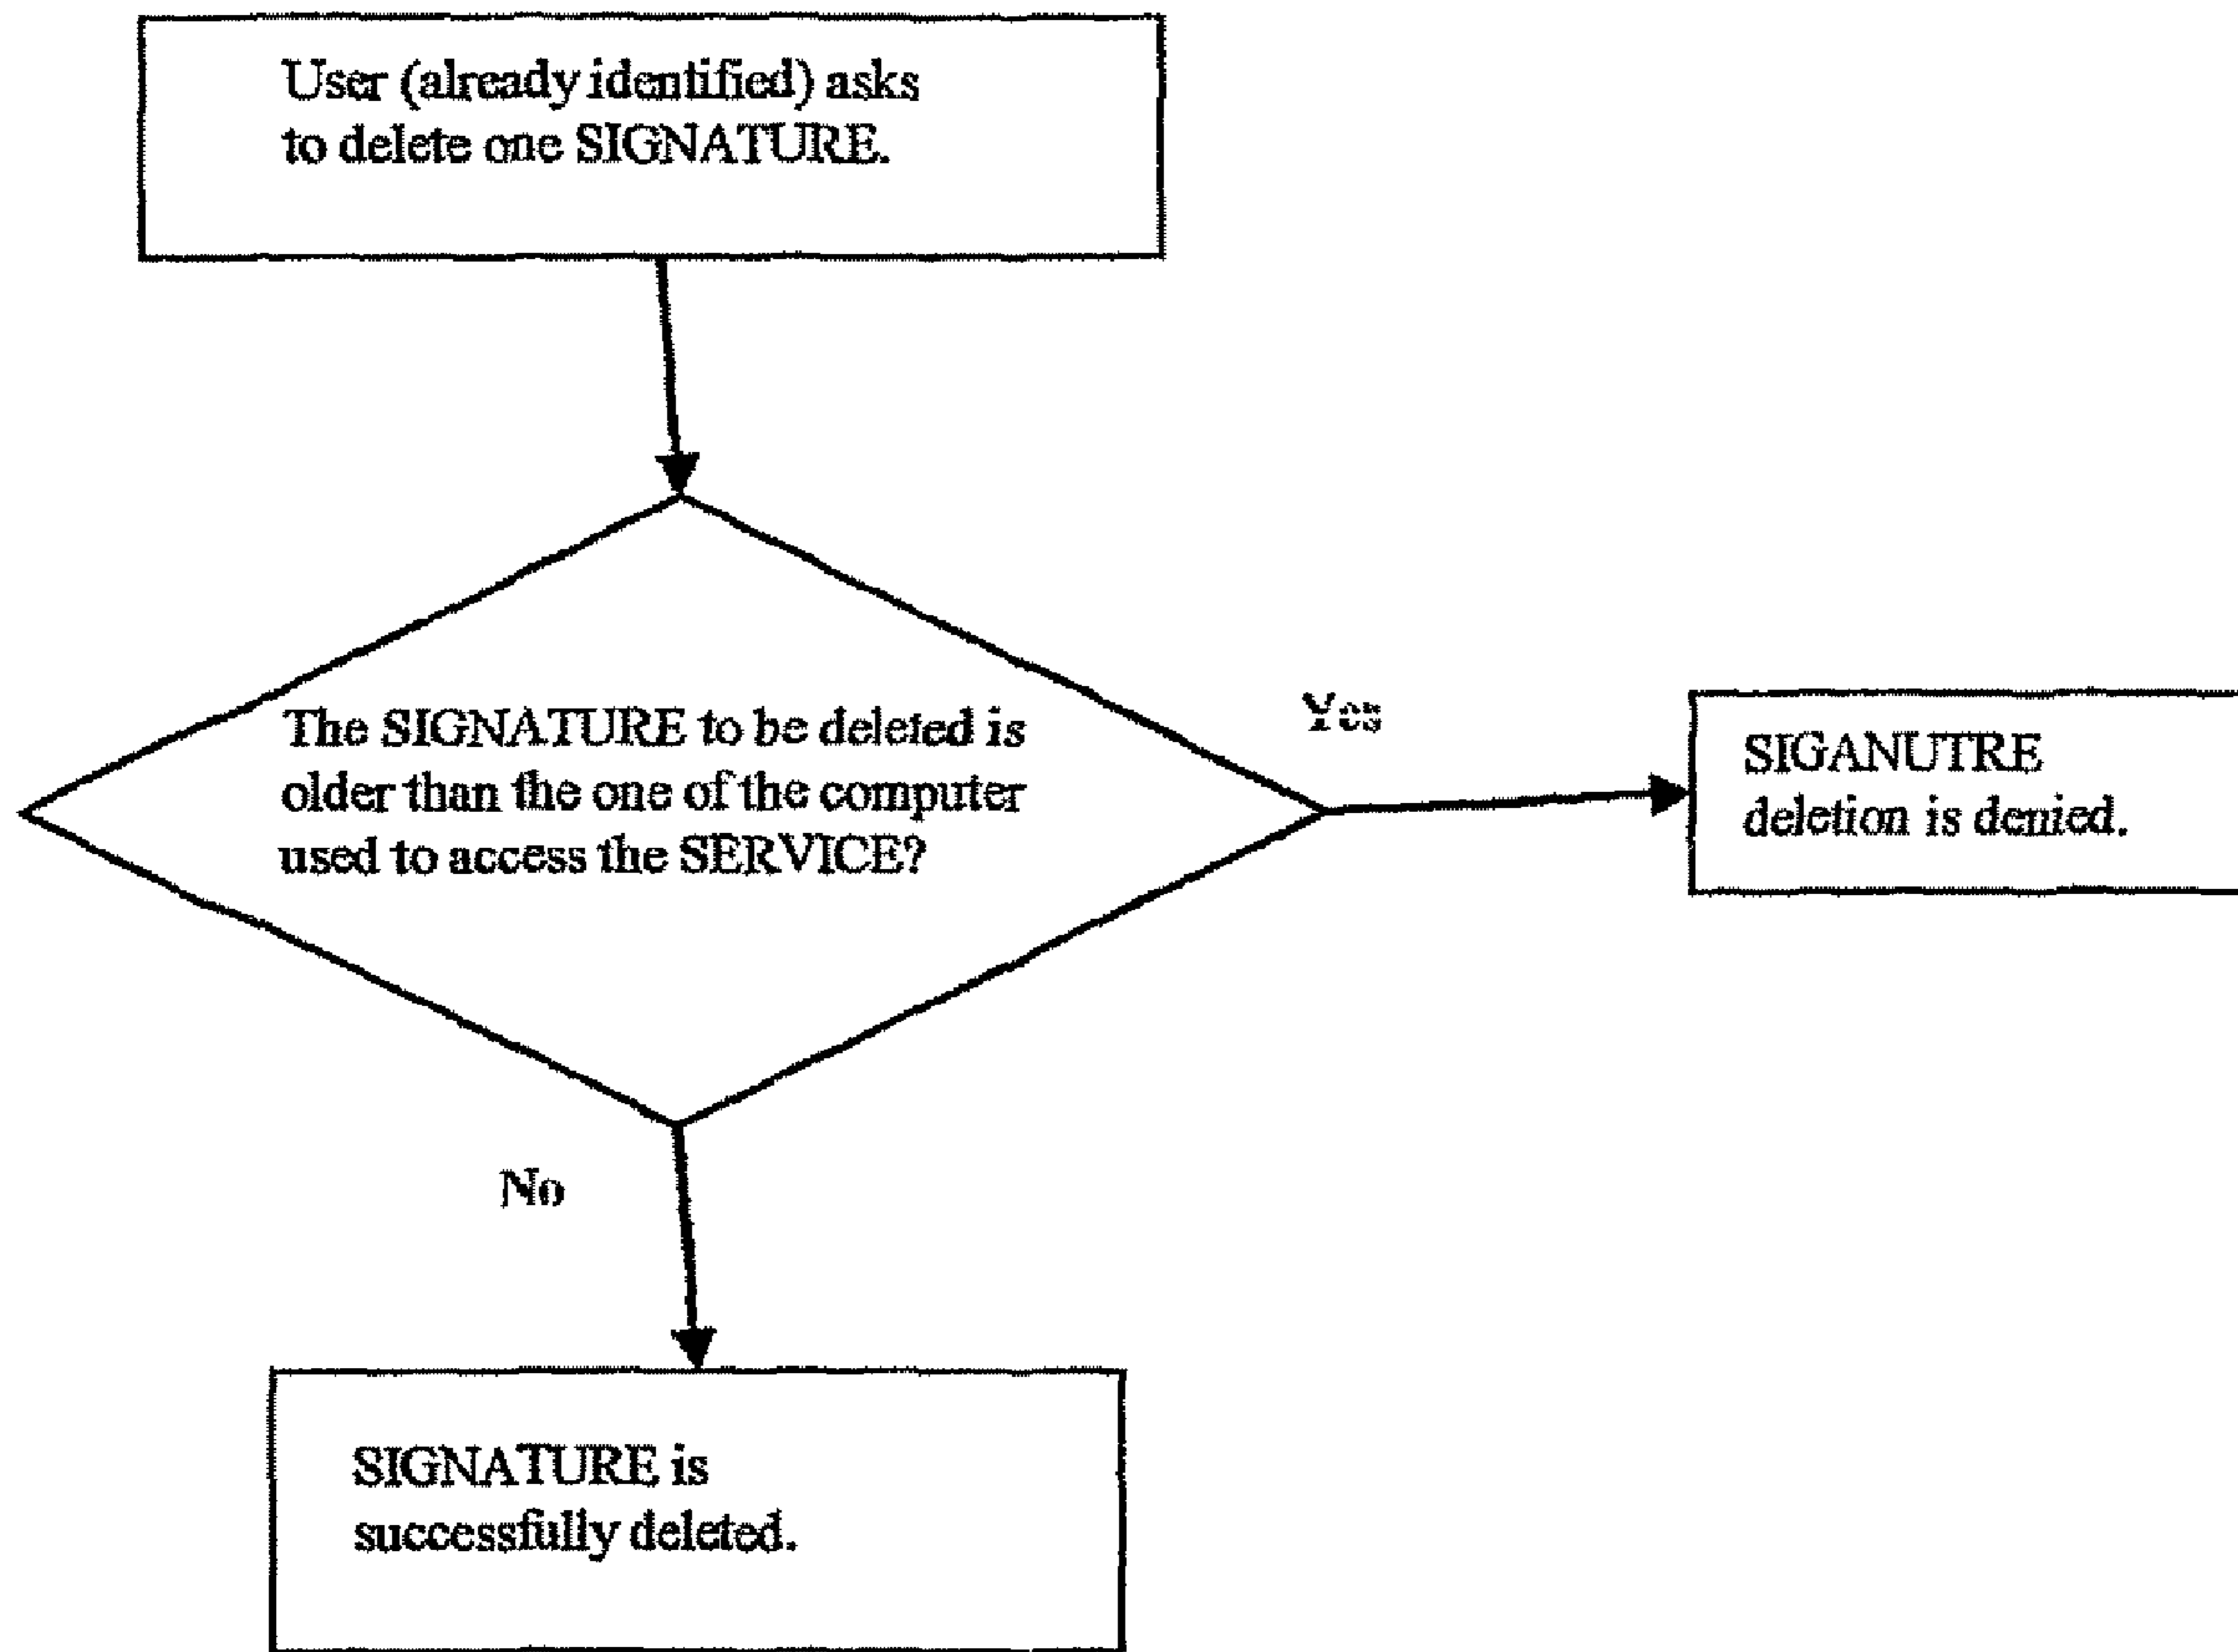 User (already identified) asks
to delete one SIGNATURE.
The SIGNATURE to be deleted is
older than the one of the computer
used to access the SERVICE?
Yes
SIGANUTRE
deletion is denied.
No
SIGNATURE is
successfully deleted.